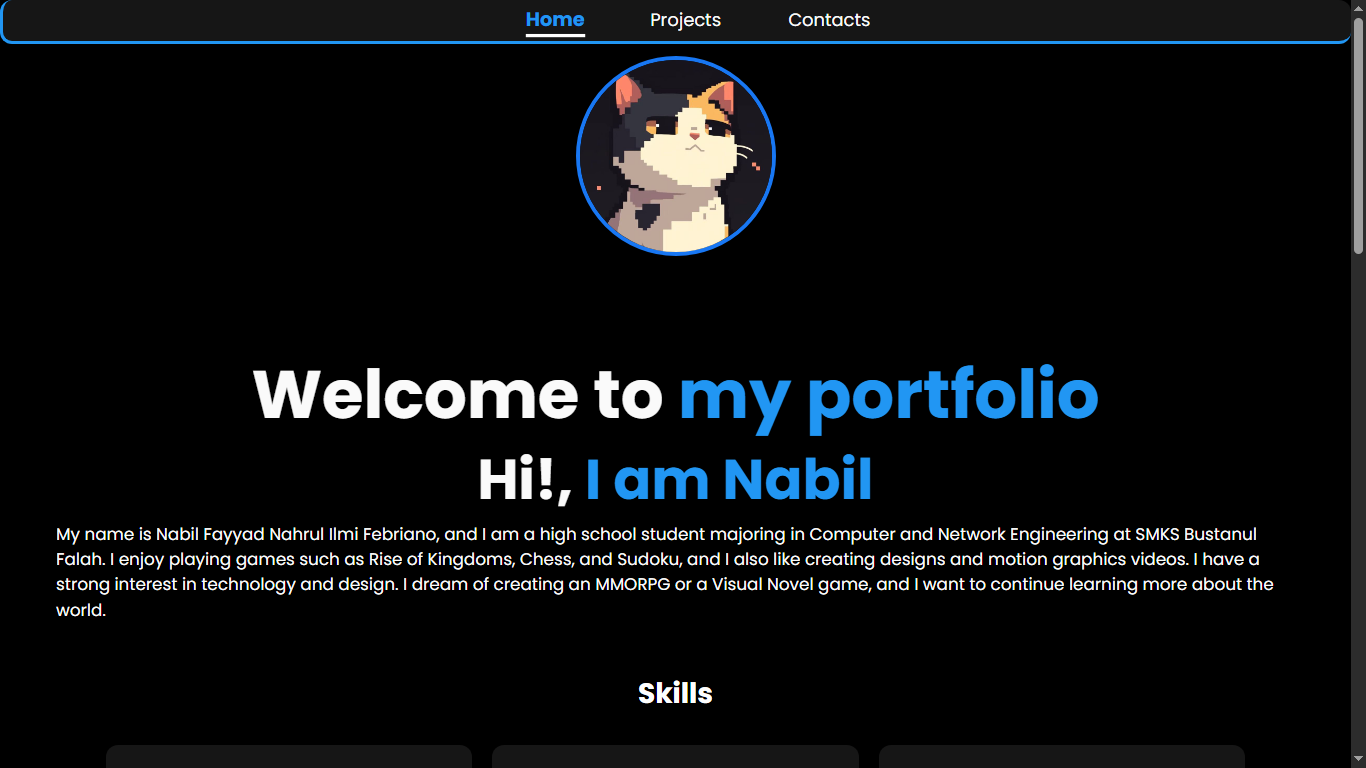 Home Projects Contacts
Welcome to my portfolio
Hi!, I am Nabil
My name is Nabil Fayyad Nahrul Ilmi Febriano, and I am a high school student majoring in Computer and Network Engineering at SMKS Bustanul
Falah. I enjoy playing games such as Rise of Kingdoms, Chess, and Sudoku, and I also like creating designs and motion graphics videos. I have a
strong interest in technology and design. I dream of creating an MMORPG or a Visual Novel game, and I want to continue learning more about the
world.
Skills